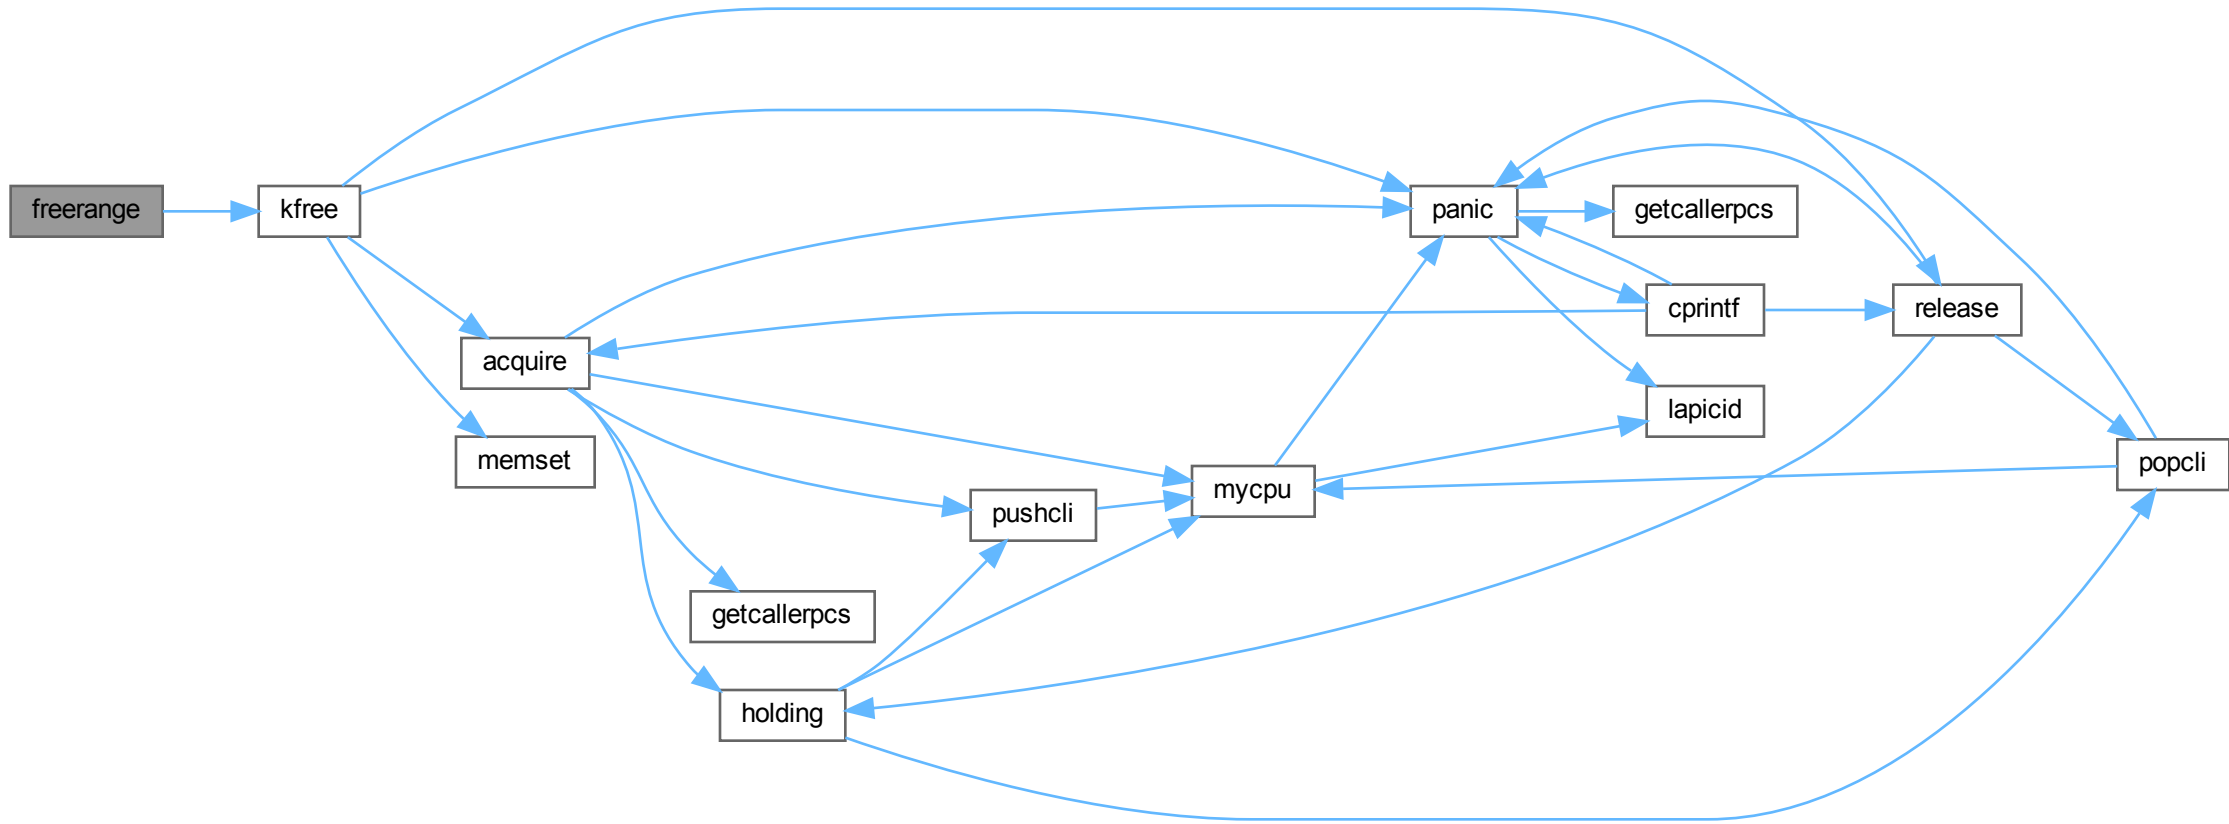 freerange
kfree
panic
getcallerpcs
cprintf
release
acquire
lapicid
memset
popcli
mycpu
pushcli
getcallerpcs
holding